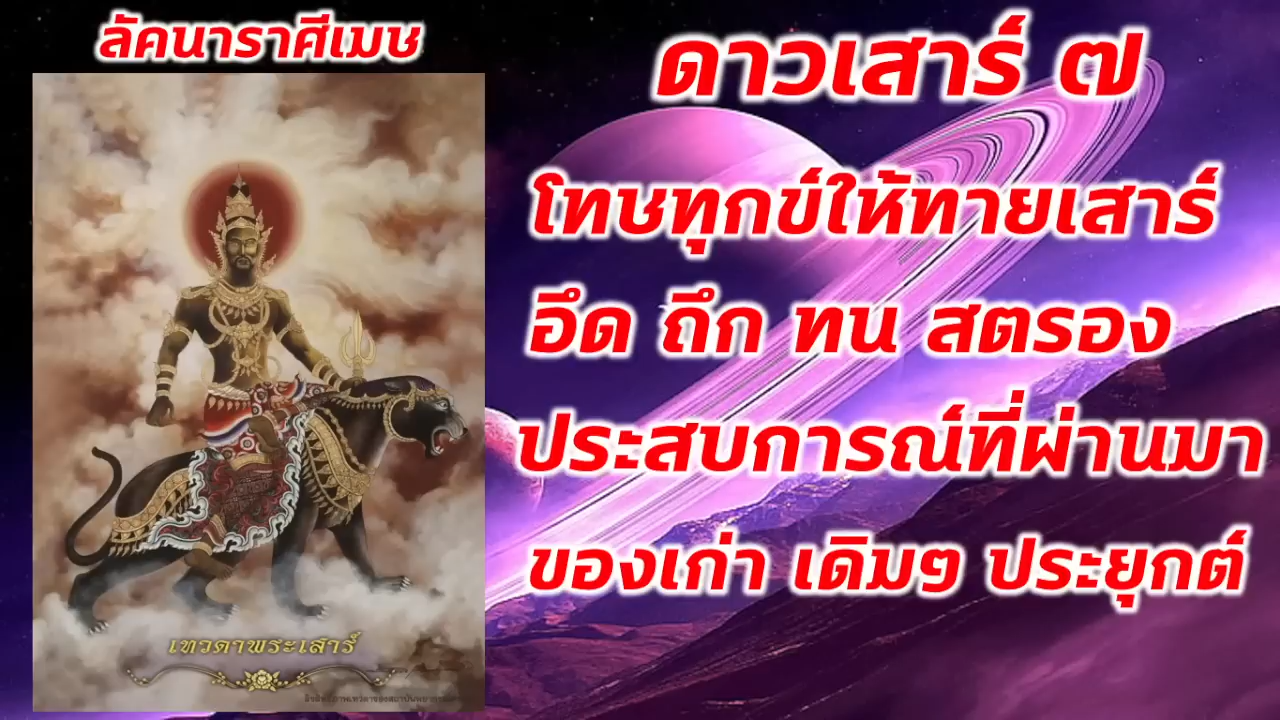 ลัคนาราศีเมษ
ดาวเสาร์ ๗
โทษทุกข์ให้ทายเสาร์
อึด ถึก ทน สตรอง
ประสบการณ์ที่ผ่านมา
ของเก่า เดิมๆ ประยุกต์
เทวดาพระเสาร์